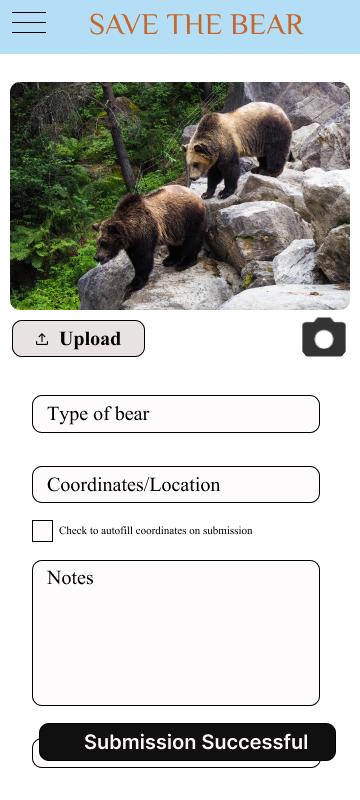 SAVE THE BEAR
Upload
Type of bear
Coordinates/Location
Check to autofill coordinates on submission
Notes
Submission Successful